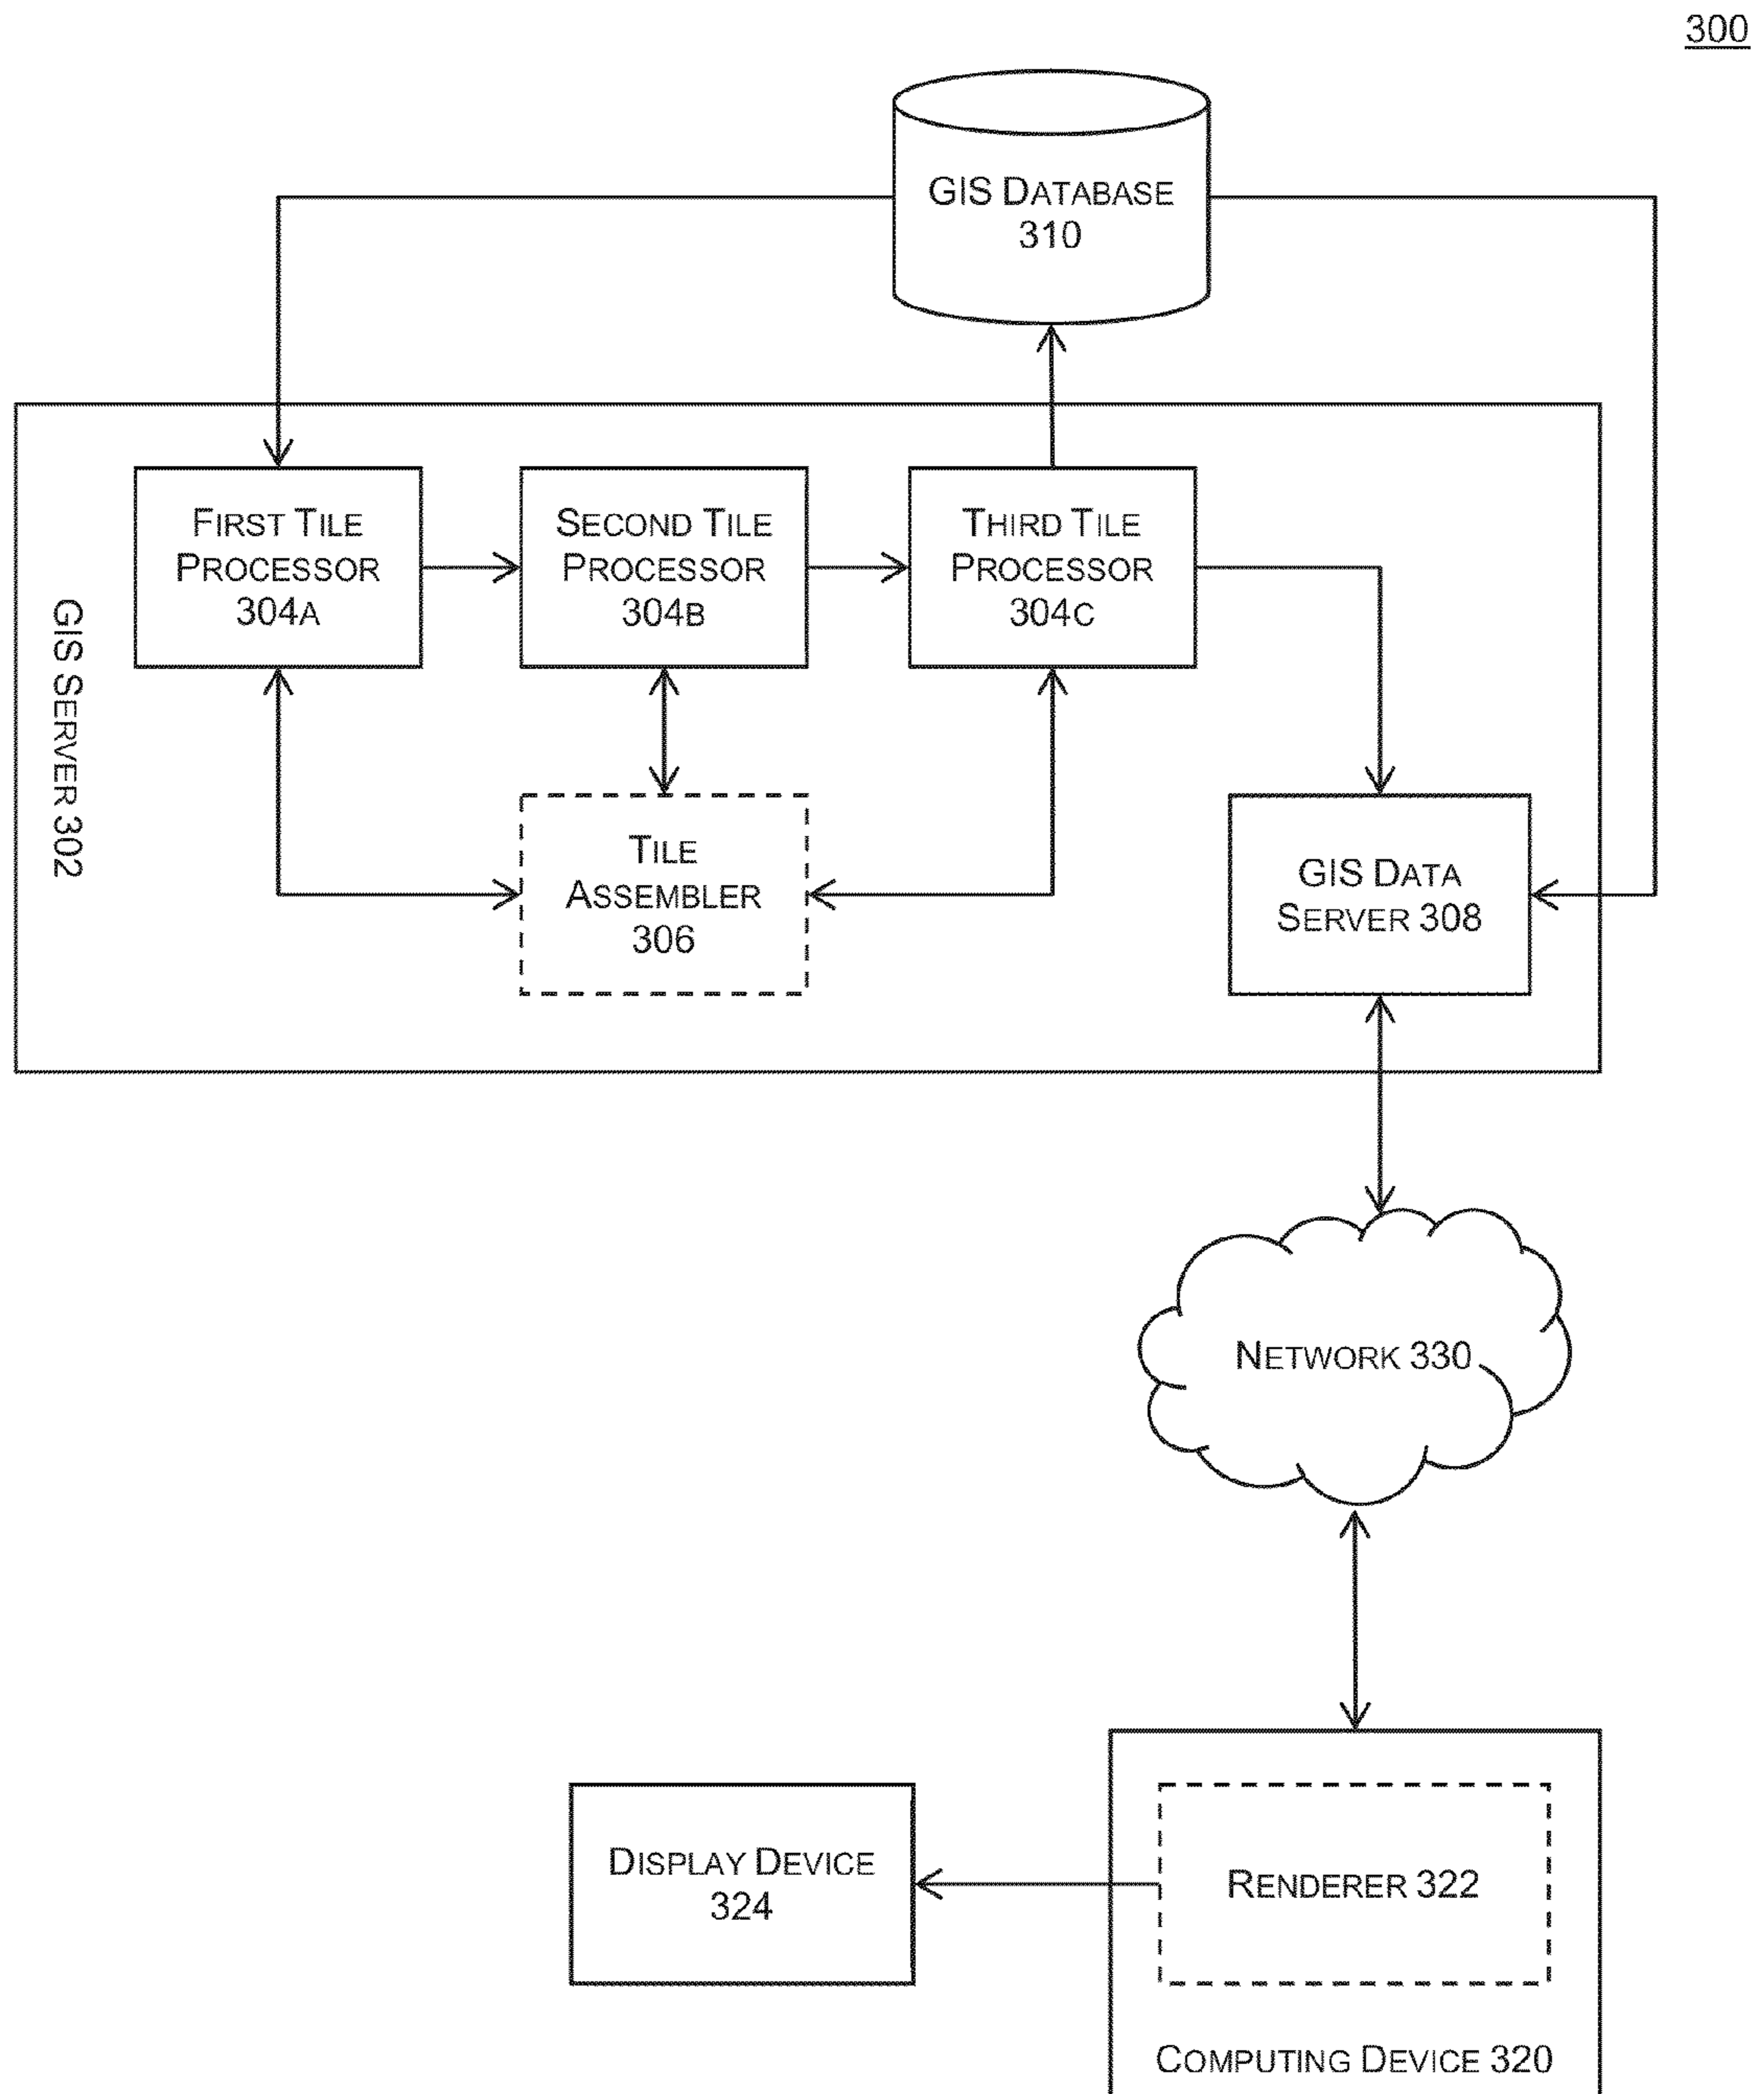 300
GIS DATABASE
310
FIRST TILE
PROCESSOR
304A
SECOND TILE
PROCESSOR
304B
THIRD TILE
PROCESSOR
304C
GIS SERVER 302
TILE
ASSEMBLER
306
GIS DATA
SERVER 308
NETWORK 330
DISPLAY DEVICE
324
RENDERER 322
COMPUTING DEVICE 320